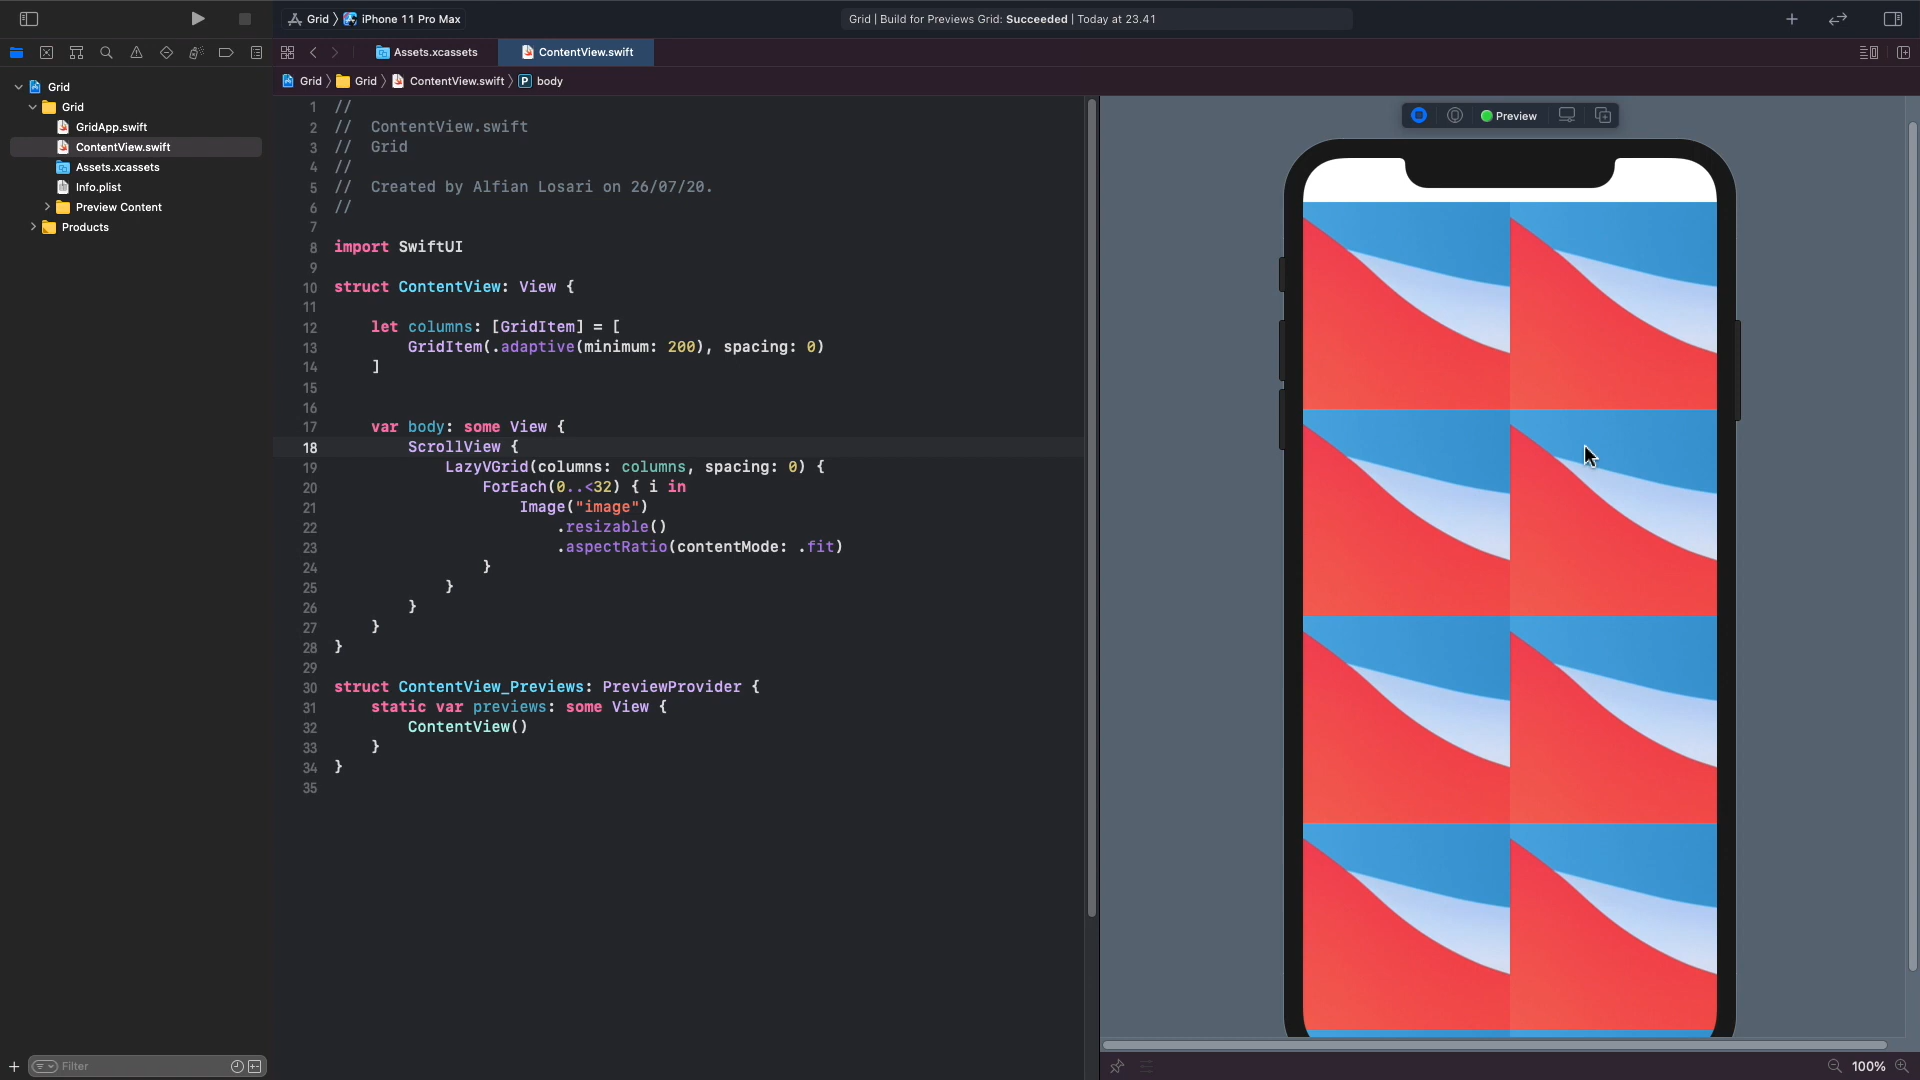 Grid
iPhone 11 Pro Max
Grid | Build for Previews Grid: Succeeded | Today at 23.41
Assets.xcassets
ContentView.swift
Grid
Grid
ContentView.swift
P
body
Grid
Grid
GridApp.swift
ContentView.swift
Assets.xcassets
Info.plist
Preview Content
Products
1 //
2 //  ContentView.swift
3 //  Grid
4 //
5 //  Created by Alfian Losari on 26/07/20.
6 //
7
8 import SwiftUI
9
10 struct ContentView: View {
11
12     let columns: [GridItem] = [
13         GridItem(.adaptive(minimum: 200), spacing: 0)
14     ]
15
16
17     var body: some View {
18         ScrollView {
19             LazyVGrid(columns: columns, spacing: 0) {
20                 ForEach(0..<32) { i in
21                     Image("image")
22                         .resizable()
23                         .aspectRatio(contentMode: .fit)
24                 }
25             }
26         }
27     }
28 }
29
30 struct ContentView_Previews: PreviewProvider {
31     static var previews: some View {
32         ContentView()
33     }
34 }
35
Preview
Filter
100%